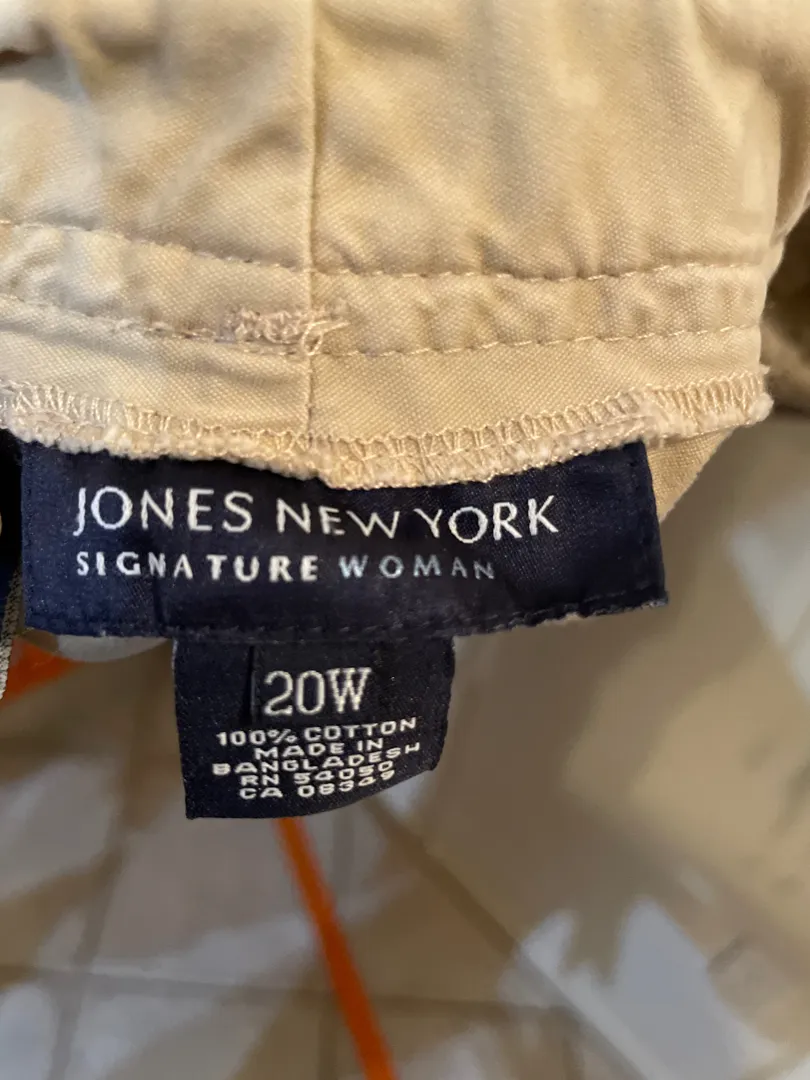 JONES NEW YORK
SIGNATURE WOMAN
20W
100% COTTON
MADE IN
BANGLADESH
RN 54050
CA 08349